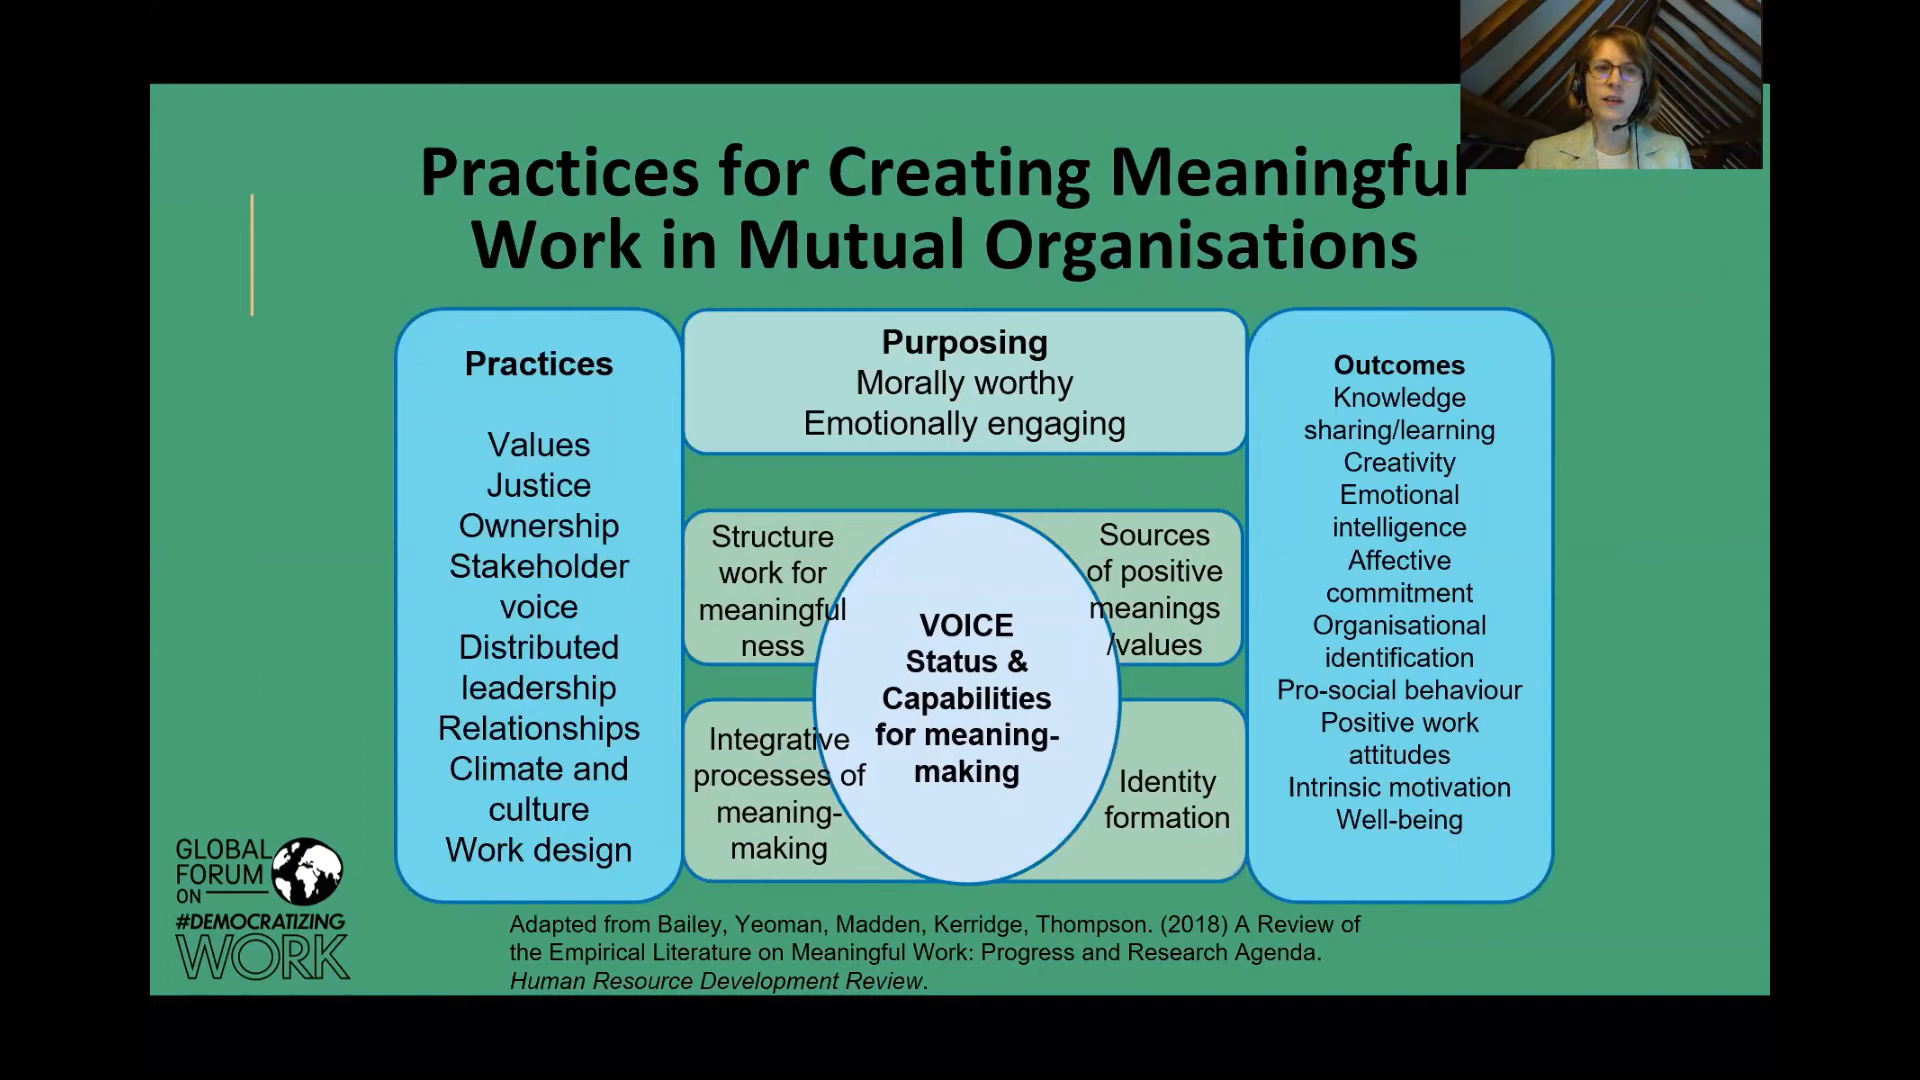 Practices for Creating Meaningful
Work in Mutual Organisations
Practices
Values
Justice
Ownership
Stakeholder
voice
Distributed
leadership
Relationships
Climate and
culture
Work design
Purposing
Morally worthy
Emotionally engaging
Structure
work for
meaningful
ness
Sources
of positive
meanings
/values
VOICE
Status &
Capabilities
for meaning-
making
Integrative
processes of
meaning-
making
Identity
formation
Outcomes
Knowledge
sharing/learning
Creativity
Emotional
intelligence
Affective
commitment
Organisational
identification
Pro-social behaviour
Positive work
attitudes
Intrinsic motivation
Well-being
GLOBAL
FORUM
ON
#DEMOCRATIZING
WORK
Adapted from Bailey, Yeoman, Madden, Kerridge, Thompson. (2018) A Review of
the Empirical Literature on Meaningful Work: Progress and Research Agenda.
Human Resource Development Review.